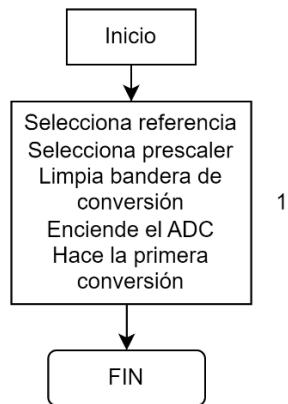 Inicio
Selecciona referencia
Selecciona prescaler
Limpia bandera de
conversión
Enciende el ADC
Hace la primera
conversión
1
FIN